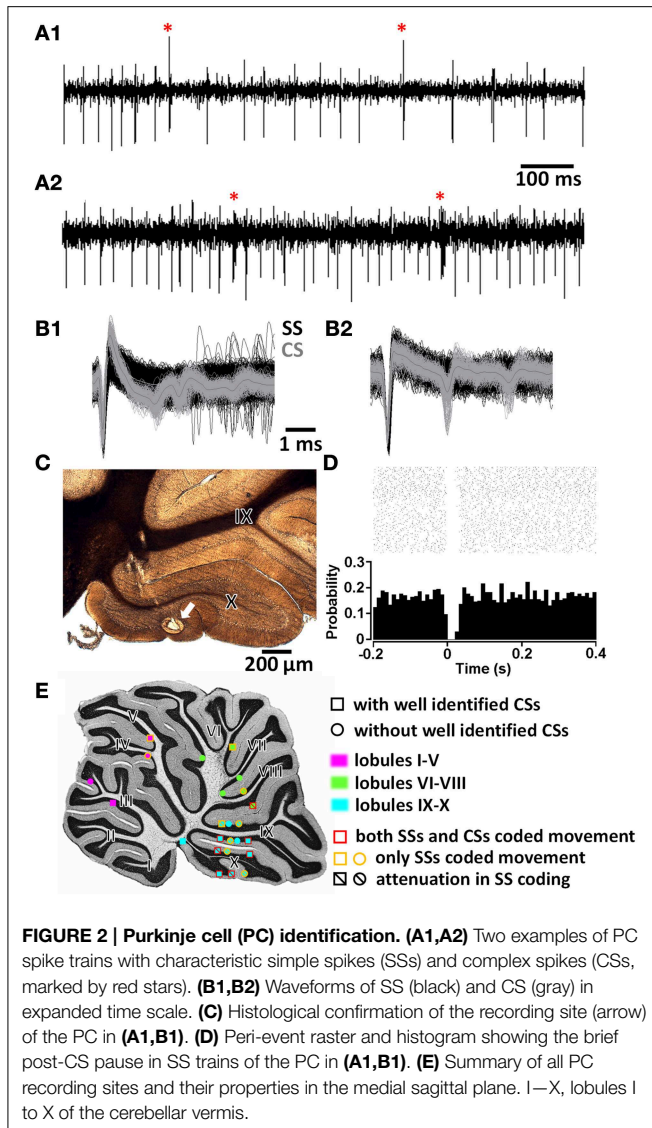 A1
*
*
100 ms
A2
*
*
B1
SS
CS
1 ms
B2
C
IX
X
200 µm
D
0.3
0.2
0.1
0
Probability
-0.2
0
0.2
0.4
Time (s)
E
V
IV
III
II
I
VI
VII
VIII
IX
X
with well identified CSs
without well identified CSs
lobules I-V
lobules VI-VIII
lobules IX-X
both SSs and CSs coded movement
only SSs coded movement
attenuation in SS coding
FIGURE 2 | Purkinje cell (PC) identification. (A1,A2) Two examples of PC
spike trains with characteristic simple spikes (SSs) and complex spikes (CSs,
marked by red stars). (B1,B2) Waveforms of SS (black) and CS (gray) in
expanded time scale. (C) Histological confirmation of the recording site (arrow)
of the PC in (A1,B1). (D) Peri-event raster and histogram showing the brief
post-CS pause in SS trains of the PC in (A1,B1). (E) Summary of all PC
recording sites and their properties in the medial sagittal plane. I—X, lobules I
to X of the cerebellar vermis.